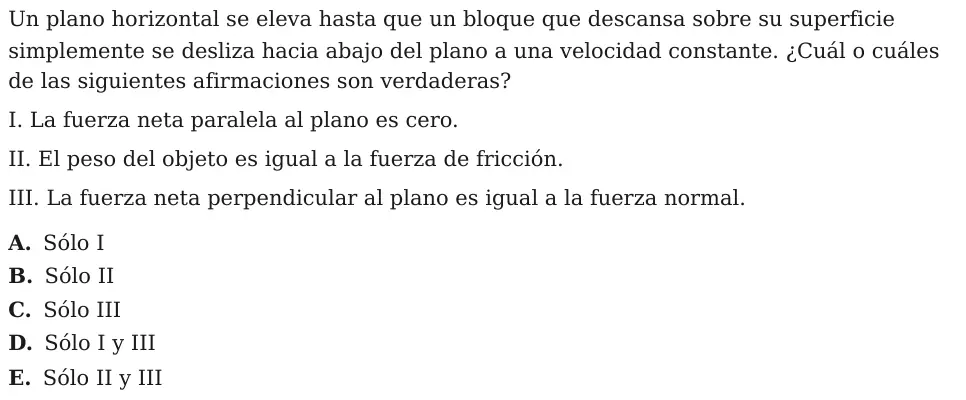 Un plano horizontal se eleva hasta que un bloque que descansa sobre su superficie
simplemente se desliza hacia abajo del plano a una velocidad constante. ¿Cuál o cuáles
de las siguientes afirmaciones son verdaderas?
I. La fuerza neta paralela al plano es cero.
II. El peso del objeto es igual a la fuerza de fricción.
III. La fuerza neta perpendicular al plano es igual a la fuerza normal.
A. Sólo I
B. Sólo II
C. Sólo III
D. Sólo I y III
E. Sólo II y III